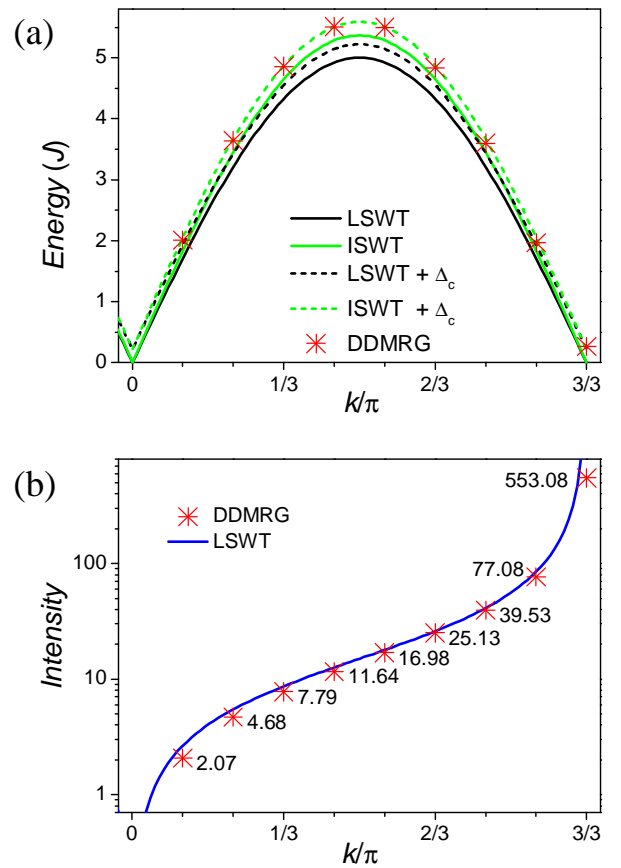 (a)
Energy (J)
5
4
3
2
1
0
LSWT
ISWT
LSWT + Δc
ISWT + Δc
DDMRG
0
1/3
2/3
3/3
k/π
(b)
Intensity
100
10
1
DDMRG
LSWT
553.08
77.08
39.53
25.13
16.98
11.64
7.79
4.68
2.07
0
1/3
2/3
3/3
k/π